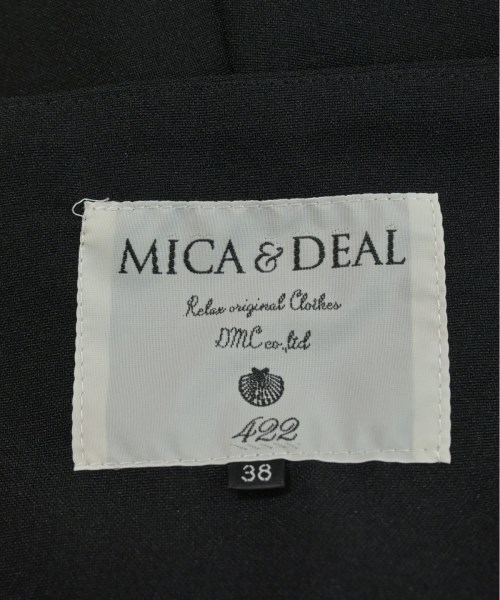 MICA & DEAL
Relax original Clothes
DMC co.,ltd
422
38